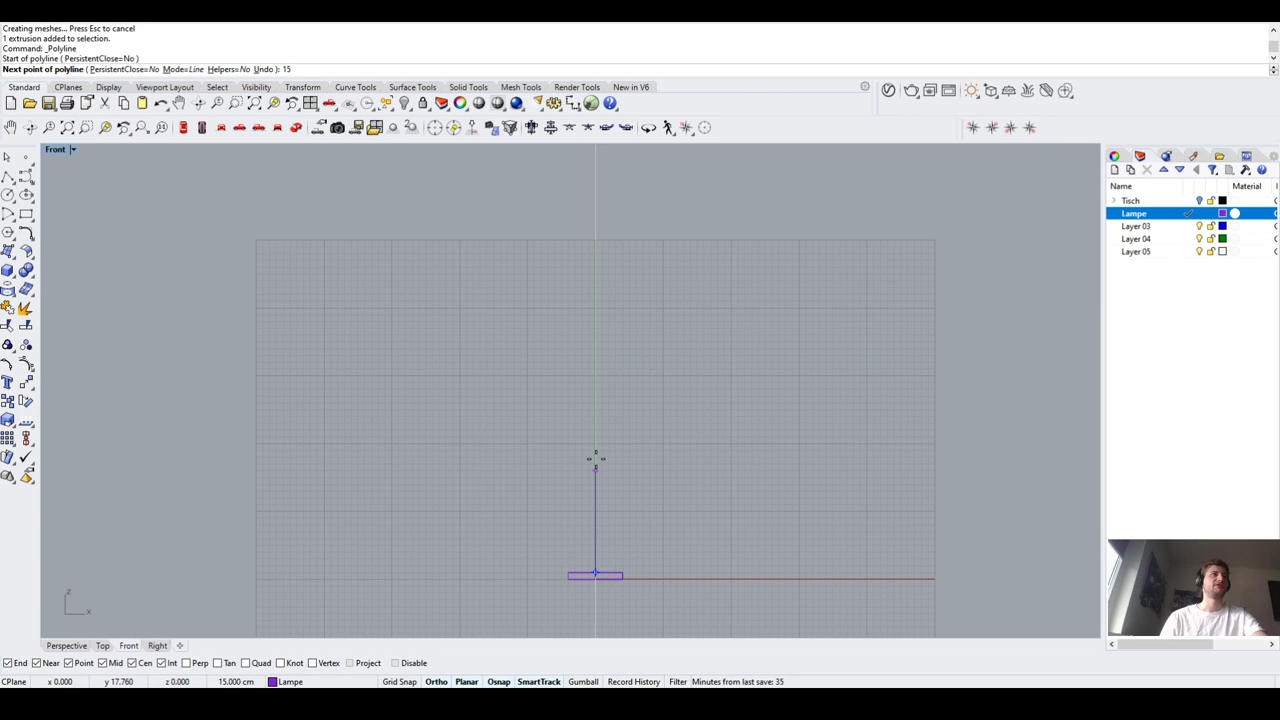 Creating meshes... Press Esc to cancel
1 extrusion added to selection.
Command: _Polyline
Start of polyline ( PersistentClose=No )
Next point of polyline ( PersistentClose=No Mode=Line Helpers=No Undo ): 15
Standard CPlanes Display Viewport Layout Select Visibility Transform Curve Tools Surface Tools Solid Tools Mesh Tools Render Tools New in V6
Front
Name Material
Tisch
Lampe
Layer 03
Layer 04
Layer 05
z
x
Perspective Top Front Right
End Near Point Mid Cen Int Perp Tan Quad Knot Vertex Project Disable
CPlane x 0.000 y 17.760 z 0.000 15.000 cm Lampe Grid Snap Ortho Planar Osnap SmartTrack Gumball Record History Filter Minutes from last save: 35